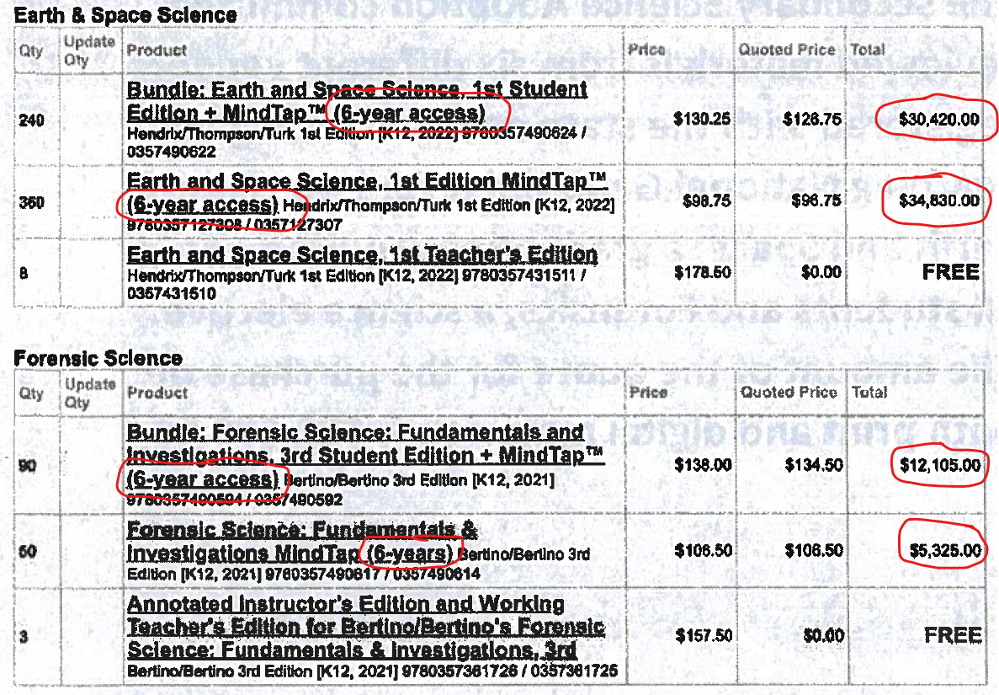 Earth & Space Science
Qty Update Qty Product Price Quoted Price Total
Bundle: Earth and Space Science, 1st Student
Edition + MindTap™ (6-year access)
240 $130.25 $126.75 $30,420.00
Hendrix/Thompson/Turk 1st Edition [K12, 2022] 9780357490624 /
0357490622
Earth and Space Science, 1st Edition MindTap™
360 (6-year access) Hendrix/Thompson/Turk 1st Edition [K12, 2022] $98.75 $96.75 $34,830.00
9780357127308 / 0357127307
Earth and Space Science, 1st Teacher's Edition
8 Hendrix/Thompson/Turk 1st Edition [K12, 2022] 9780357431511 / $178.50 $0.00 FREE
0357431510
Forensic Science
Qty Update Qty Product Price Quoted Price Total
Bundle: Forensic Science: Fundamentals and
Investigations, 3rd Student Edition + MindTap™
90 $138.00 $134.50 $12,105.00
(6-year access) Bertino/Bertino 3rd Edition [K12, 2021]
9780357490594 / 0357490592
Forensic Science: Fundamentals &
50 Investigations MindTap (6-years) Bertino/Bertino 3rd $106.50 $106.50 $5,325.00
Edition [K12, 2021] 9780357490617 / 0357490614
Annotated Instructor's Edition and Working
Teacher's Edition for Bertino/Bertino's Forensic
3 $157.50 $0.00 FREE
Science: Fundamentals & Investigations, 3rd
Bertino/Bertino 3rd Edition [K12, 2021] 9780357361726 / 0357361725